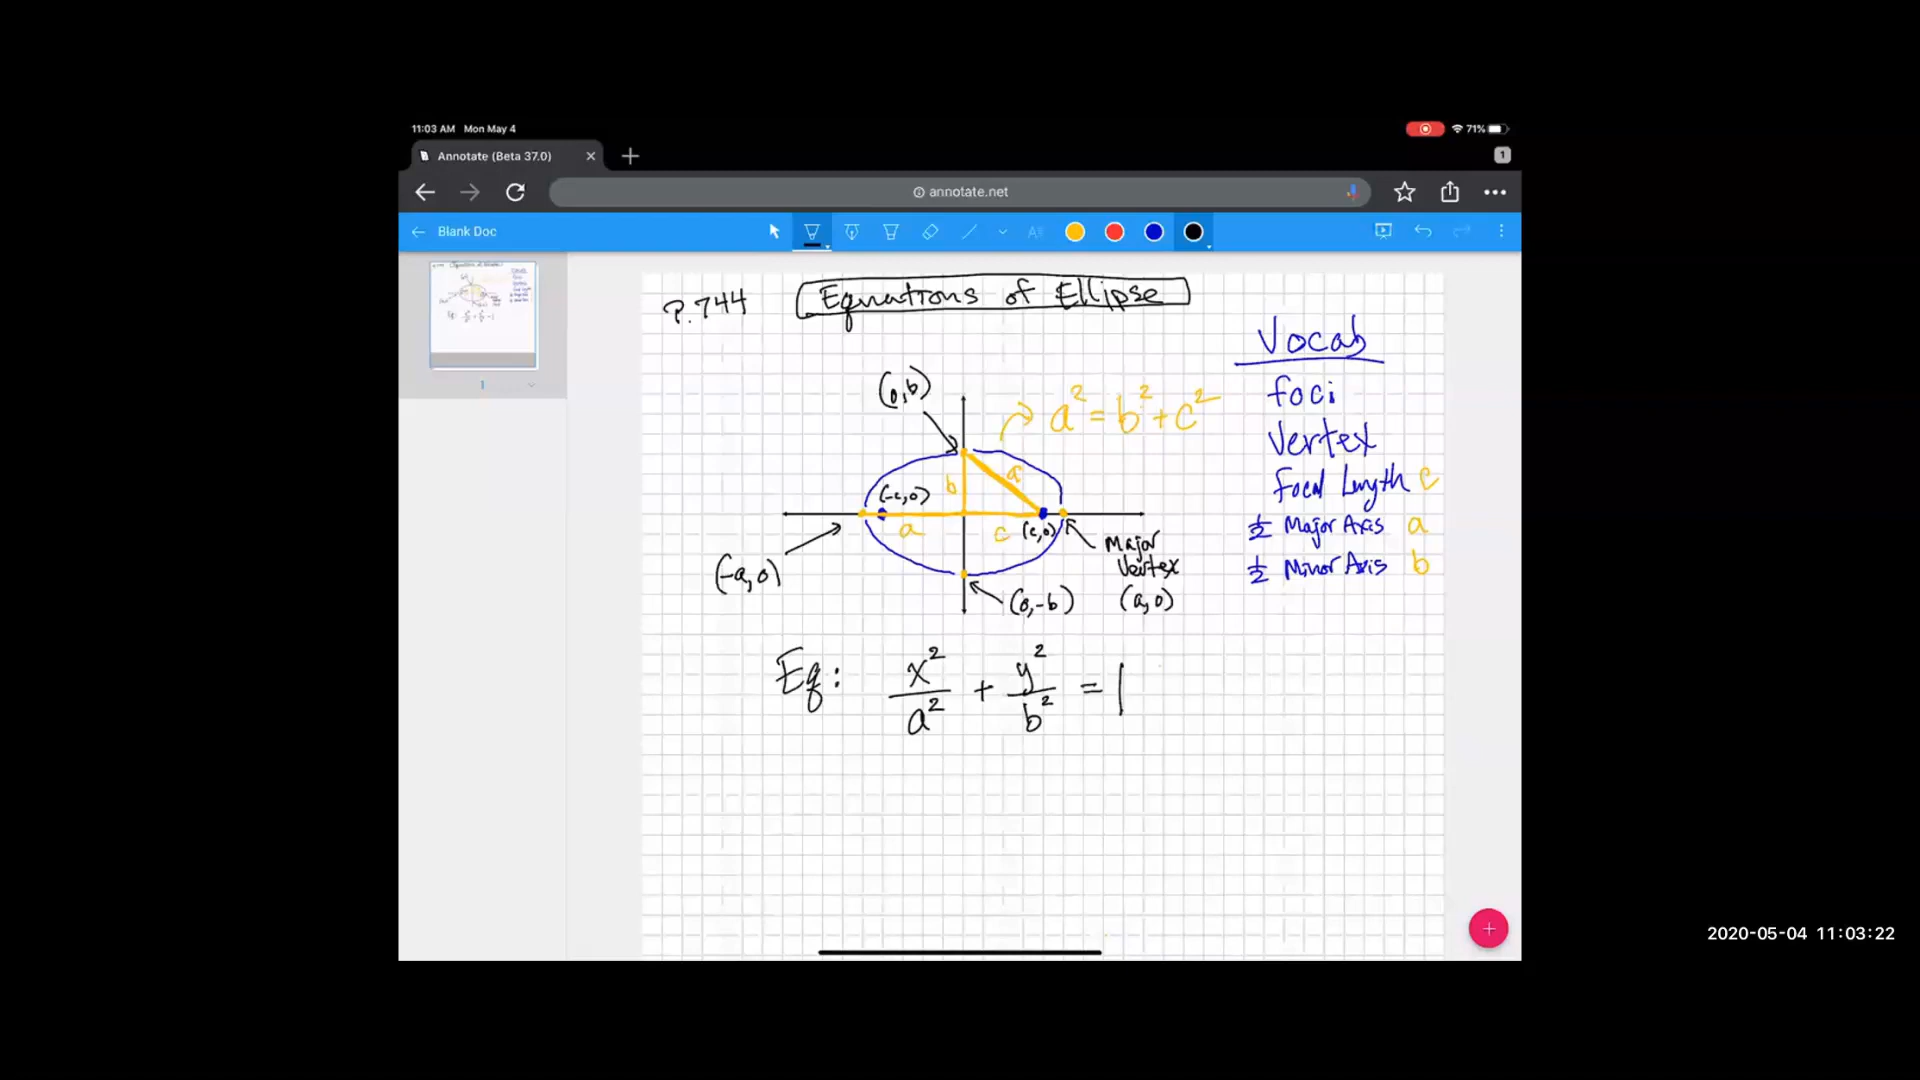 11:03 AM Mon May 4
71%
Annotate (Beta 37.0)
1
annotate.net
Blank Doc
P.744 Equations of Ellipse
Vocab
foci
Vertex
Focal Length c
½ Major Axis a
½ Minor Axis b
(0,b)
a² = b² + c²
b a
(-c,0)
a c (c,0)
Major
Vertex
(a,0)
(-a,0)
(0,-b)
Eq: x²/a² + y²/b² = 1
1
2020-05-04 11:03:22